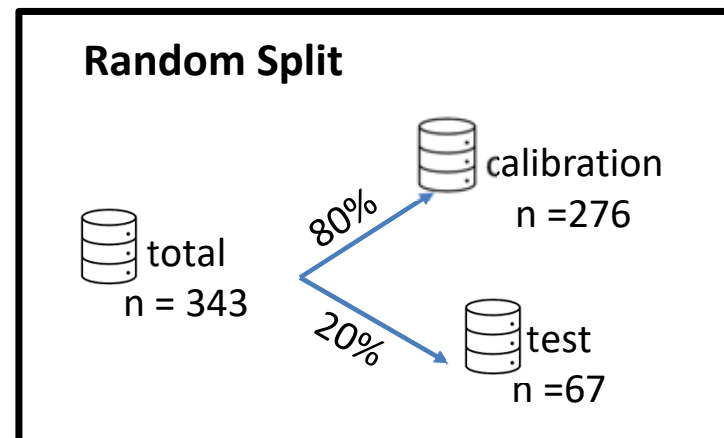 Random Split
calibration
n =276
80%
total
n = 343
20%
test
n =67